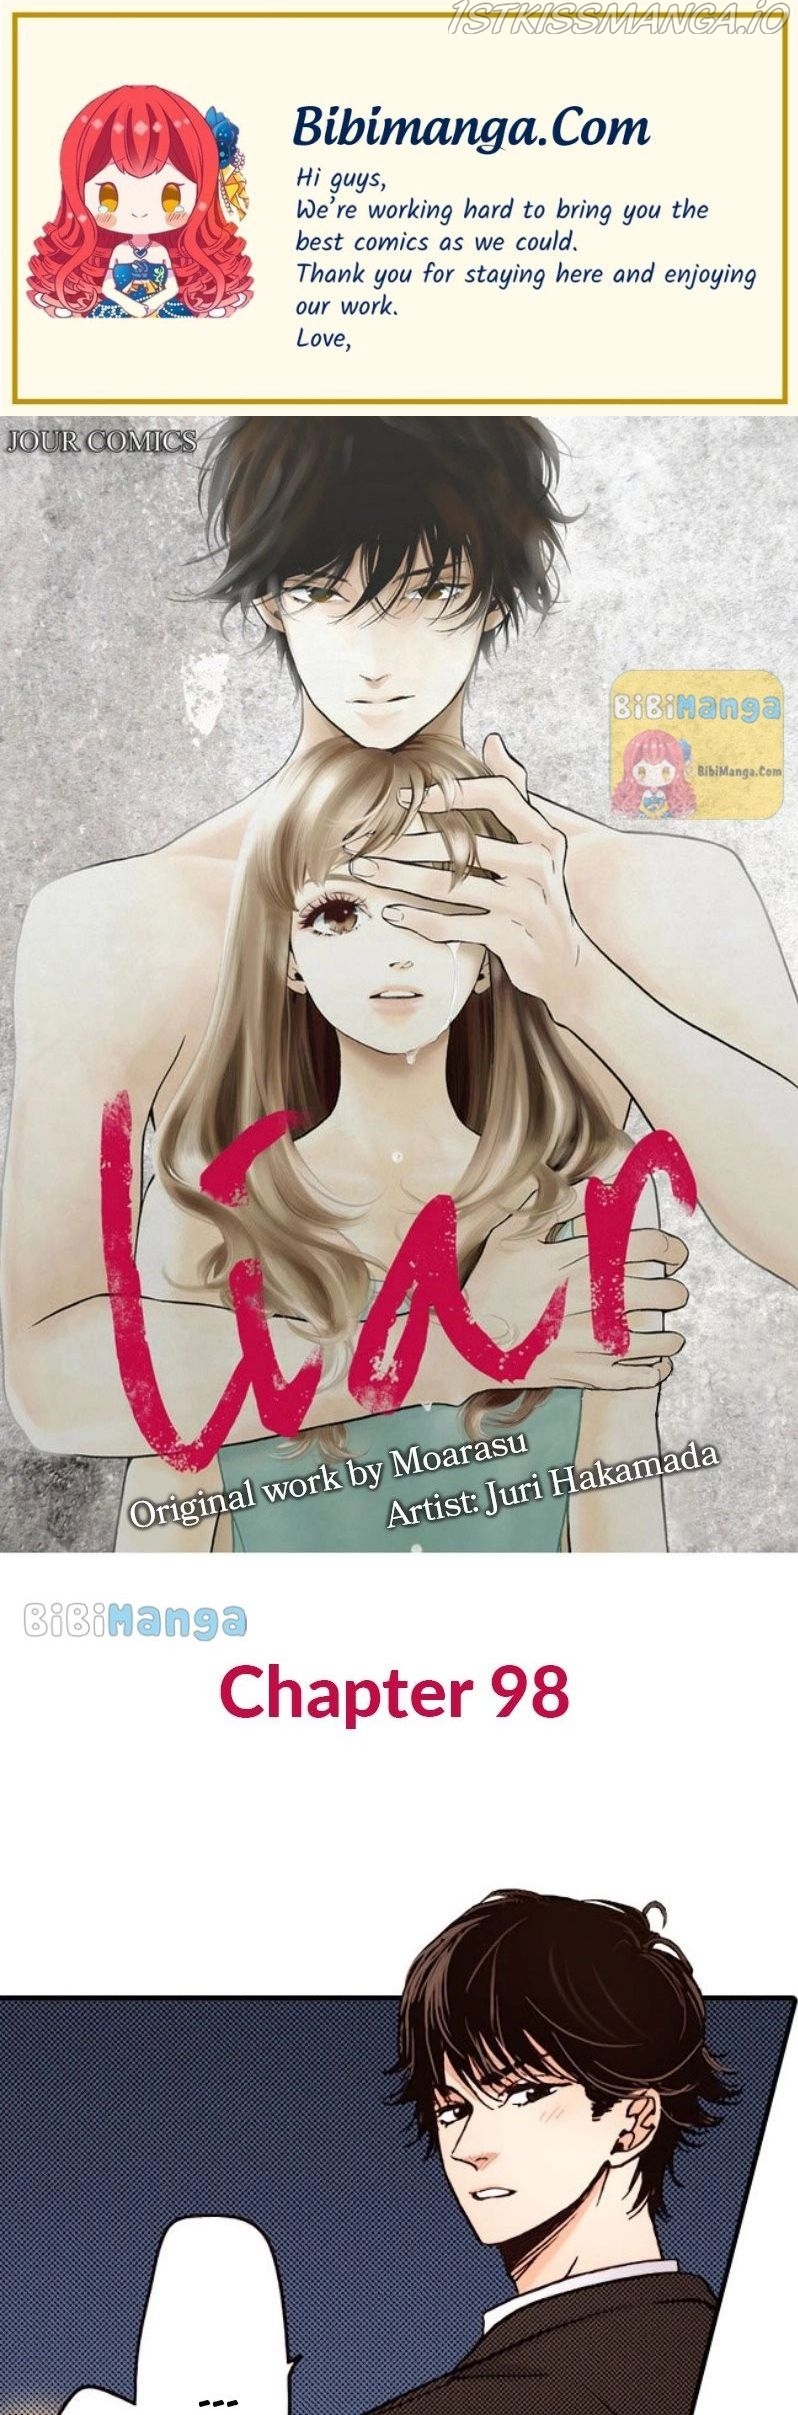 1STKISSMANGA.IO
Bibimanga.Com
Hi guys,
We're working hard to bring you the
best comics as we could.
Thank you for staying here and enjoying
our work.
Love,
JOUR COMICS
BiBiManga
BibiManga.Com
liar
Original work by Moarasu
Artist: Juri Hakamada
BiBiManga
Chapter 98
---